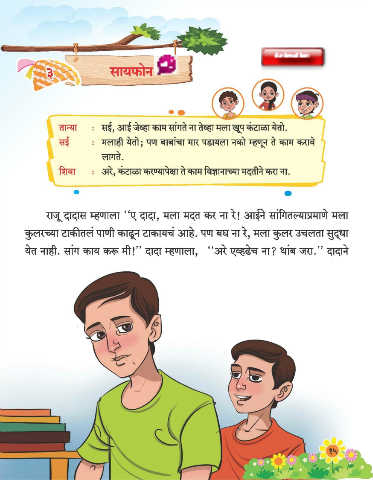 ३
सायफोन
तान्या : सई, आई जेव्हा काम सांगते ना तेव्हा मला खूप कंटाळा येतो.
सई : मलाही येतो; पण बाबांचा मार पडायला नको म्हणून ते काम करावे
लागते.
शिवा : अरे, कंटाळा करण्यापेक्षा ते काम विज्ञानाच्या मदतीने करा ना.
राजू दादास म्हणाला “ए दादा, मला मदत कर ना रे! आईने सांगितल्याप्रमाणे मला
कुलरच्या टाकीतलं पाणी काढून टाकायचं आहे. पण बघ ना रे, मला कुलर उचलता सुद्धा
येत नाही. सांग काय करू मी!” दादा म्हणाला, “अरे एव्हढेच ना? थांब जरा.” दादाने